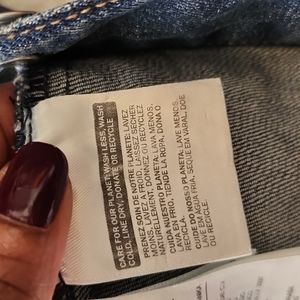 CARE FOR OUR PLANET: WASH LESS, WASH
COLD, LINE DRY, DONATE OR RECYCLE.
PRENEZ SOIN DE NOTRE PLANÈTE: LAVEZ
MOINS, LAVEZ À FROID, LAISSEZ SÉCHER
NATURELLEMENT, DONNEZ OU RECYCLEZ.
CUIDA NUESTRO PLANETA: LAVA MENOS,
LAVA EN FRÍO, TIENDE LA ROPA, DONA O
RECICLA.
CUIDE DO NOSSO PLANETA: LAVE MENOS,
LAVE EM ÁGUA FRIA, SEQUE EM VARAL, DOE
OU RECICLE.